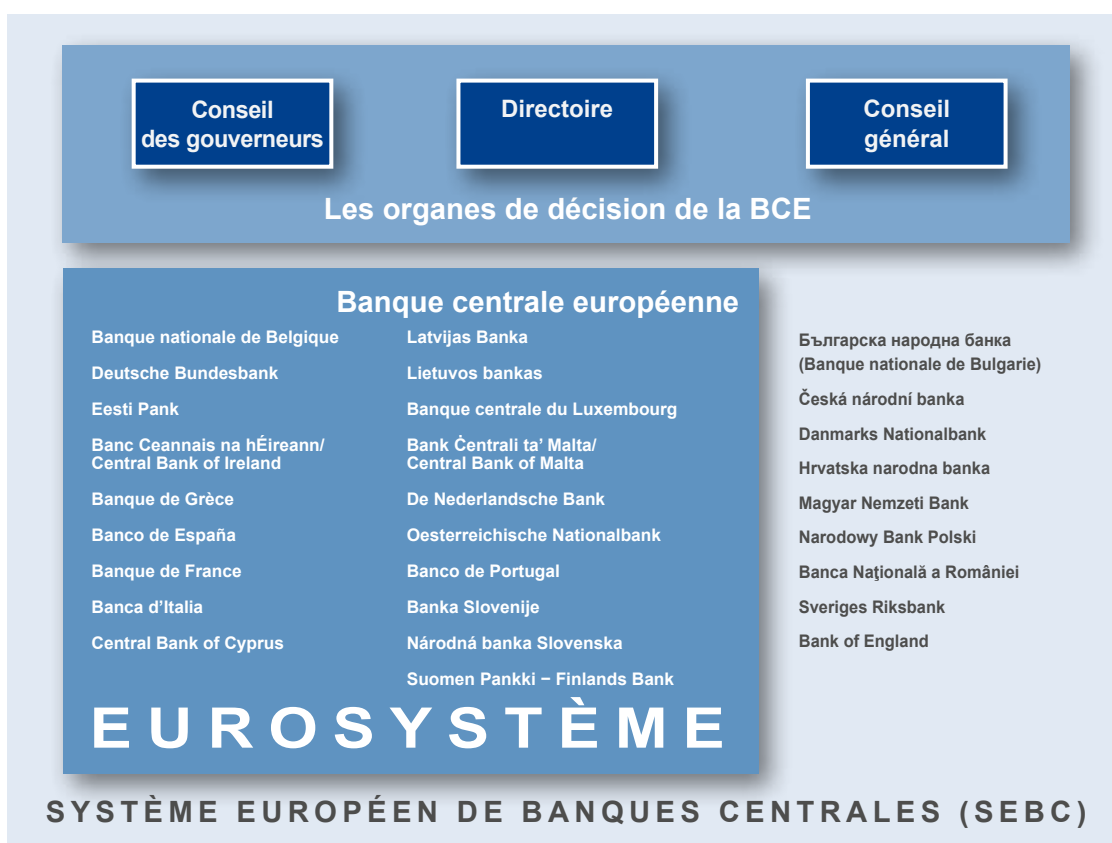 Conseil
des gouverneurs
Directoire
Conseil
général
Les organes de décision de la BCE
Banque centrale européenne
Banque nationale de Belgique
Deutsche Bundesbank
Eesti Pank
Banc Ceannais na hÉireann/
Central Bank of Ireland
Banque de Grèce
Banco de España
Banque de France
Banca d’Italia
Central Bank of Cyprus
Latvijas Banka
Lietuvos bankas
Banque centrale du Luxembourg
Bank Ċentrali ta’ Malta/
Central Bank of Malta
De Nederlandsche Bank
Oesterreichische Nationalbank
Banco de Portugal
Banka Slovenije
Národná banka Slovenska
Suomen Pankki − Finlands Bank
EUROSYSTÈME
Българска народна банка
(Banque nationale de Bulgarie)
Česká národní banka
Danmarks Nationalbank
Hrvatska narodna banka
Magyar Nemzeti Bank
Narodowy Bank Polski
Banca Naţională a României
Sveriges Riksbank
Bank of England
SYSTÈME EUROPÉEN DE BANQUES CENTRALES (SEBC)